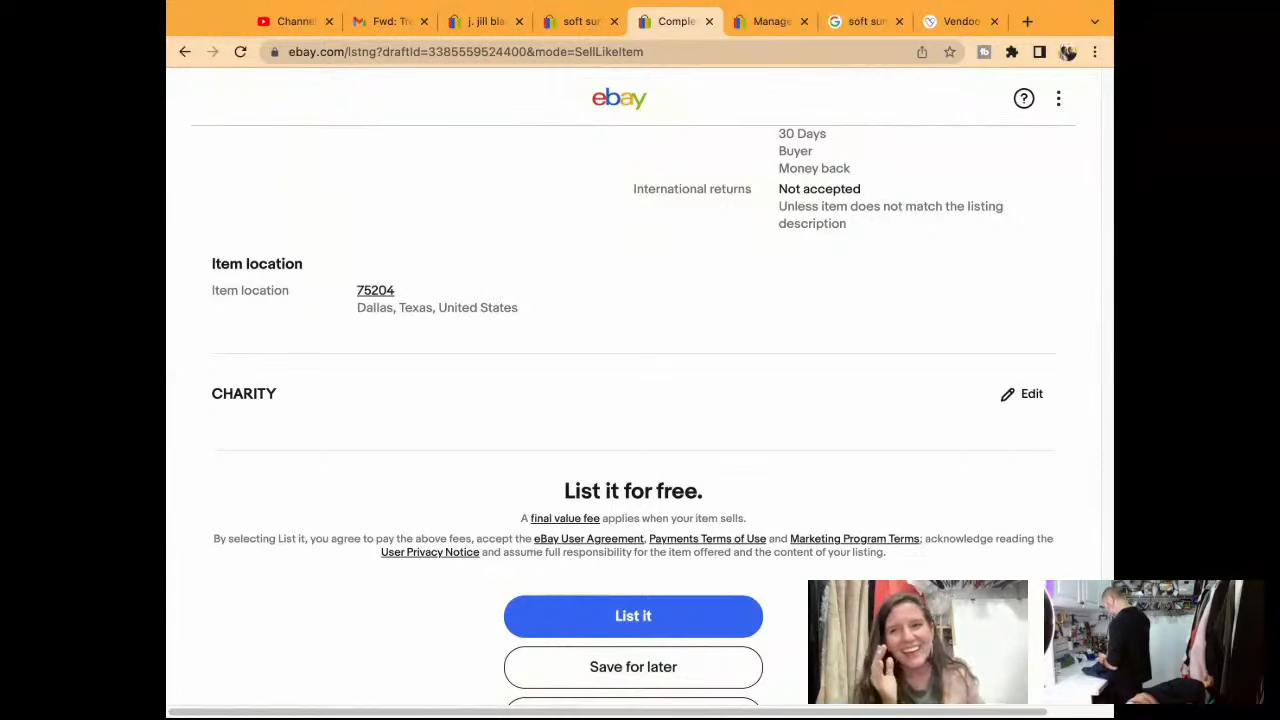 Channel
Fwd: Tre
j. jill bla
soft sur
Comple
Manage
soft sur
Vendoo
ebay.com/lstng?draftId=3385559524400&mode=SellLikeItem
ebay
30 Days
Buyer
Money back
International returns
Not accepted
Unless item does not match the listing
description
Item location
Item location
75204
Dallas, Texas, United States
CHARITY
Edit
List it for free.
A final value fee applies when your item sells.
By selecting List it, you agree to pay the above fees, accept the eBay User Agreement, Payments Terms of Use and Marketing Program Terms; acknowledge reading the
User Privacy Notice and assume full responsibility for the item offered and the content of your listing.
List it
Save for later